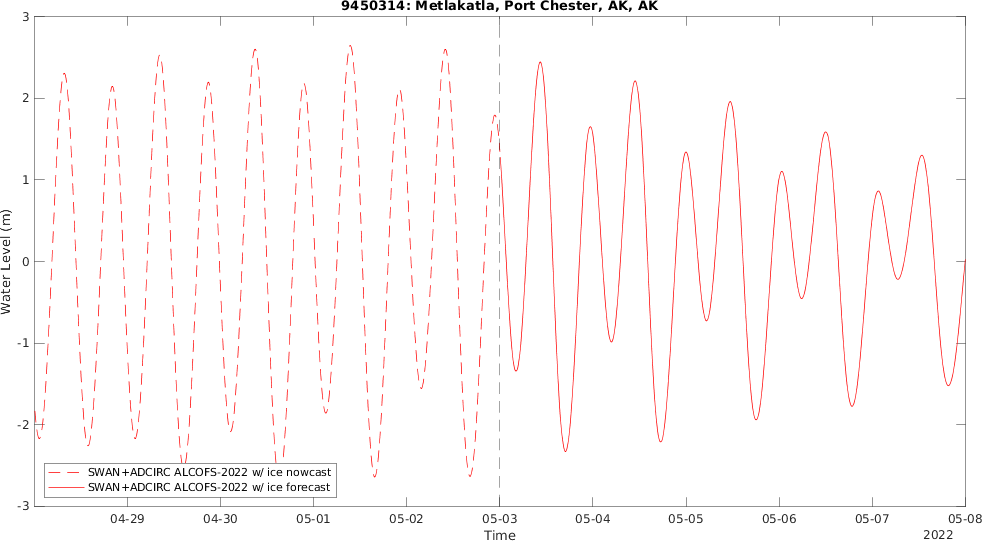 9450314: Metlakatla, Port Chester, AK, AK
3
2
1
0
-1
-2
-3
Water Level (m)
SWAN+ADCIRC ALCOFS-2022 w/ ice nowcast
SWAN+ADCIRC ALCOFS-2022 w/ ice forecast
04-29 04-30 05-01 05-02 05-03 05-04 05-05 05-06 05-07 05-08
Time
2022